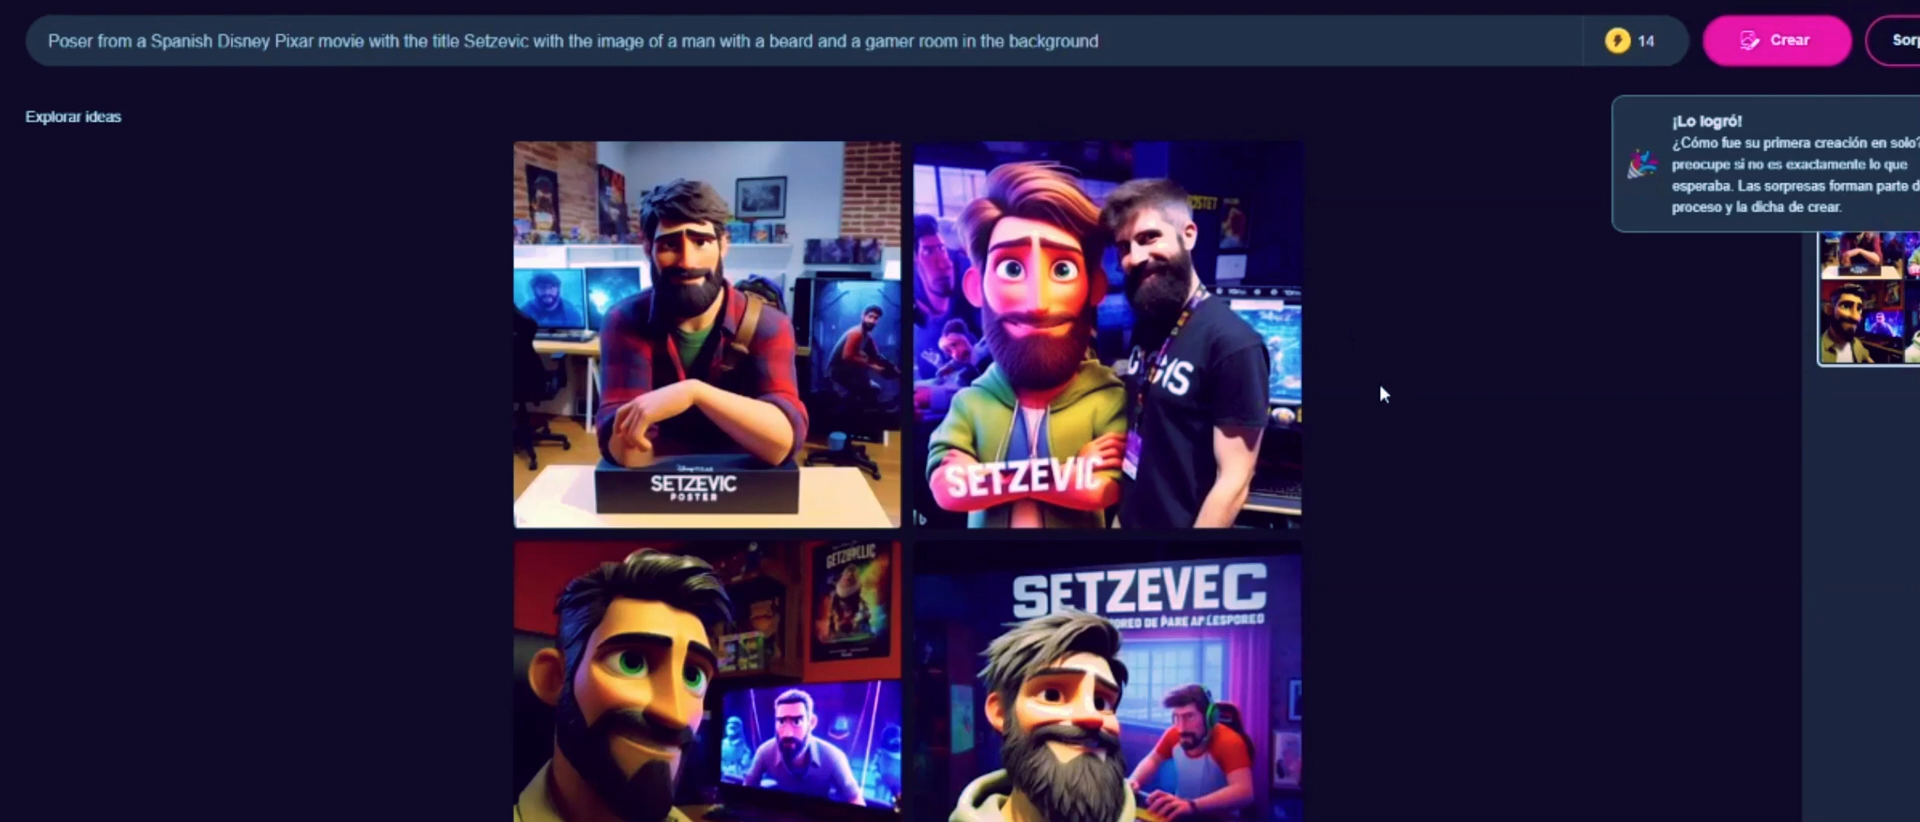 Poser from a Spanish Disney Pixar movie with the title Setzevic with the image of a man with a beard and a gamer room in the background
14
Crear
Sorp
Explorar ideas
¡Lo logró!
¿Cómo fue su primera creación en solo?
preocupe si no es exactamente lo que
esperaba. Las sorpresas forman parte d
proceso y la dicha de crear.
SETZEVIC
POSTER
SETZEVIC
SETZEVEC